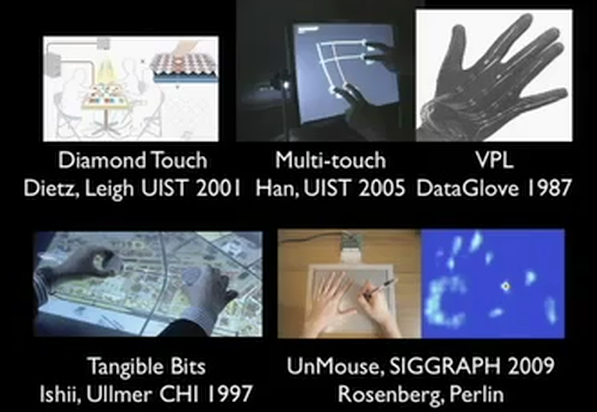 Diamond Touch
Dietz, Leigh UIST 2001
Multi-touch
Han, UIST 2005
VPL
DataGlove 1987
Tangible Bits
Ishii, Ullmer CHI 1997
UnMouse, SIGGRAPH 2009
Rosenberg, Perlin